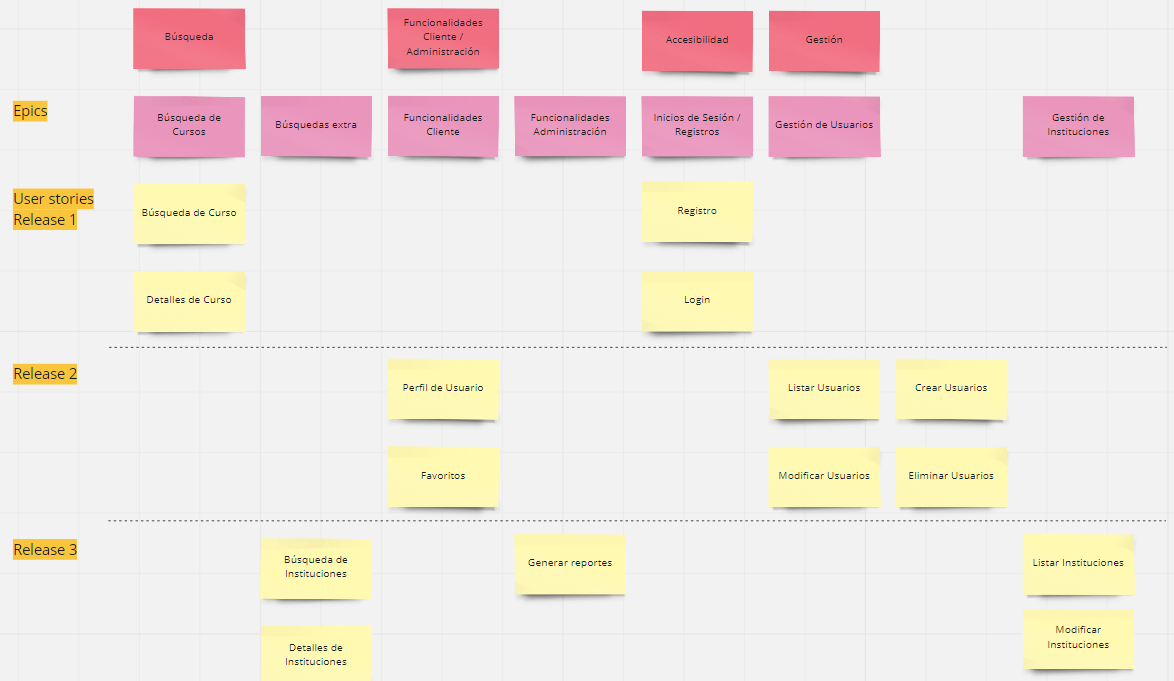 Búsqueda
Funcionalidades
Cliente /
Administración
Accesibilidad
Gestión
Epics
Búsqueda de
Cursos
Búsquedas extra
Funcionalidades
Cliente
Funcionalidades
Administración
Inicios de Sesión /
Registros
Gestión de Usuarios
Gestión de
Instituciones
User stories
Release 1
Búsqueda de Curso
Registro
Detalles de Curso
Login
Release 2
Perfil de Usuario
Listar Usuarios
Crear Usuarios
Favoritos
Modificar Usuarios
Eliminar Usuarios
Release 3
Búsqueda de
Instituciones
Generar reportes
Listar Instituciones
Detalles de
Instituciones
Modificar
Instituciones